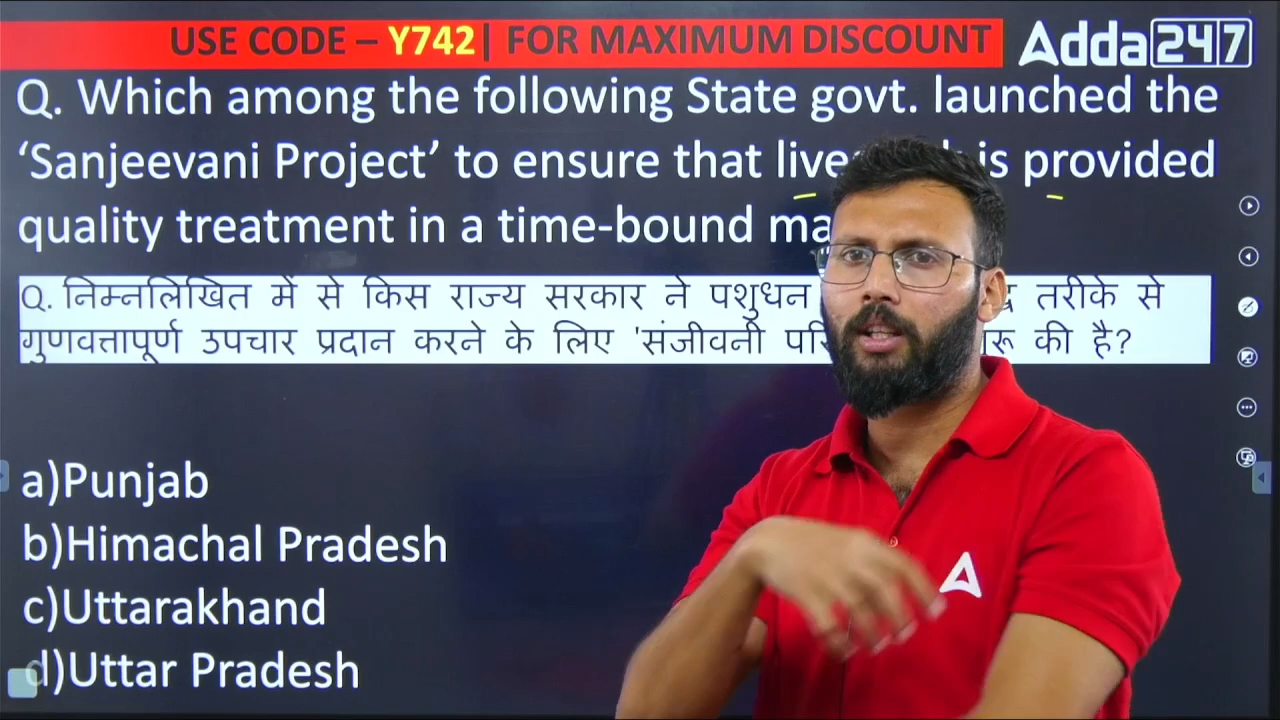 USE CODE – Y742| FOR MAXIMUM DISCOUNT
Adda247
Q. Which among the following State govt. launched the
‘Sanjeevani Project’ to ensure that is provided
quality treatment in a time-bound
Q. निम्नलिखित में से किस राज्य सरकार ने पशुधन तरीके से
गुणवत्तापूर्ण उपचार प्रदान करने के लिए 'संजीवनी की है?
a)Punjab
b)Himachal Pradesh
c)Uttarakhand
d)Uttar Pradesh